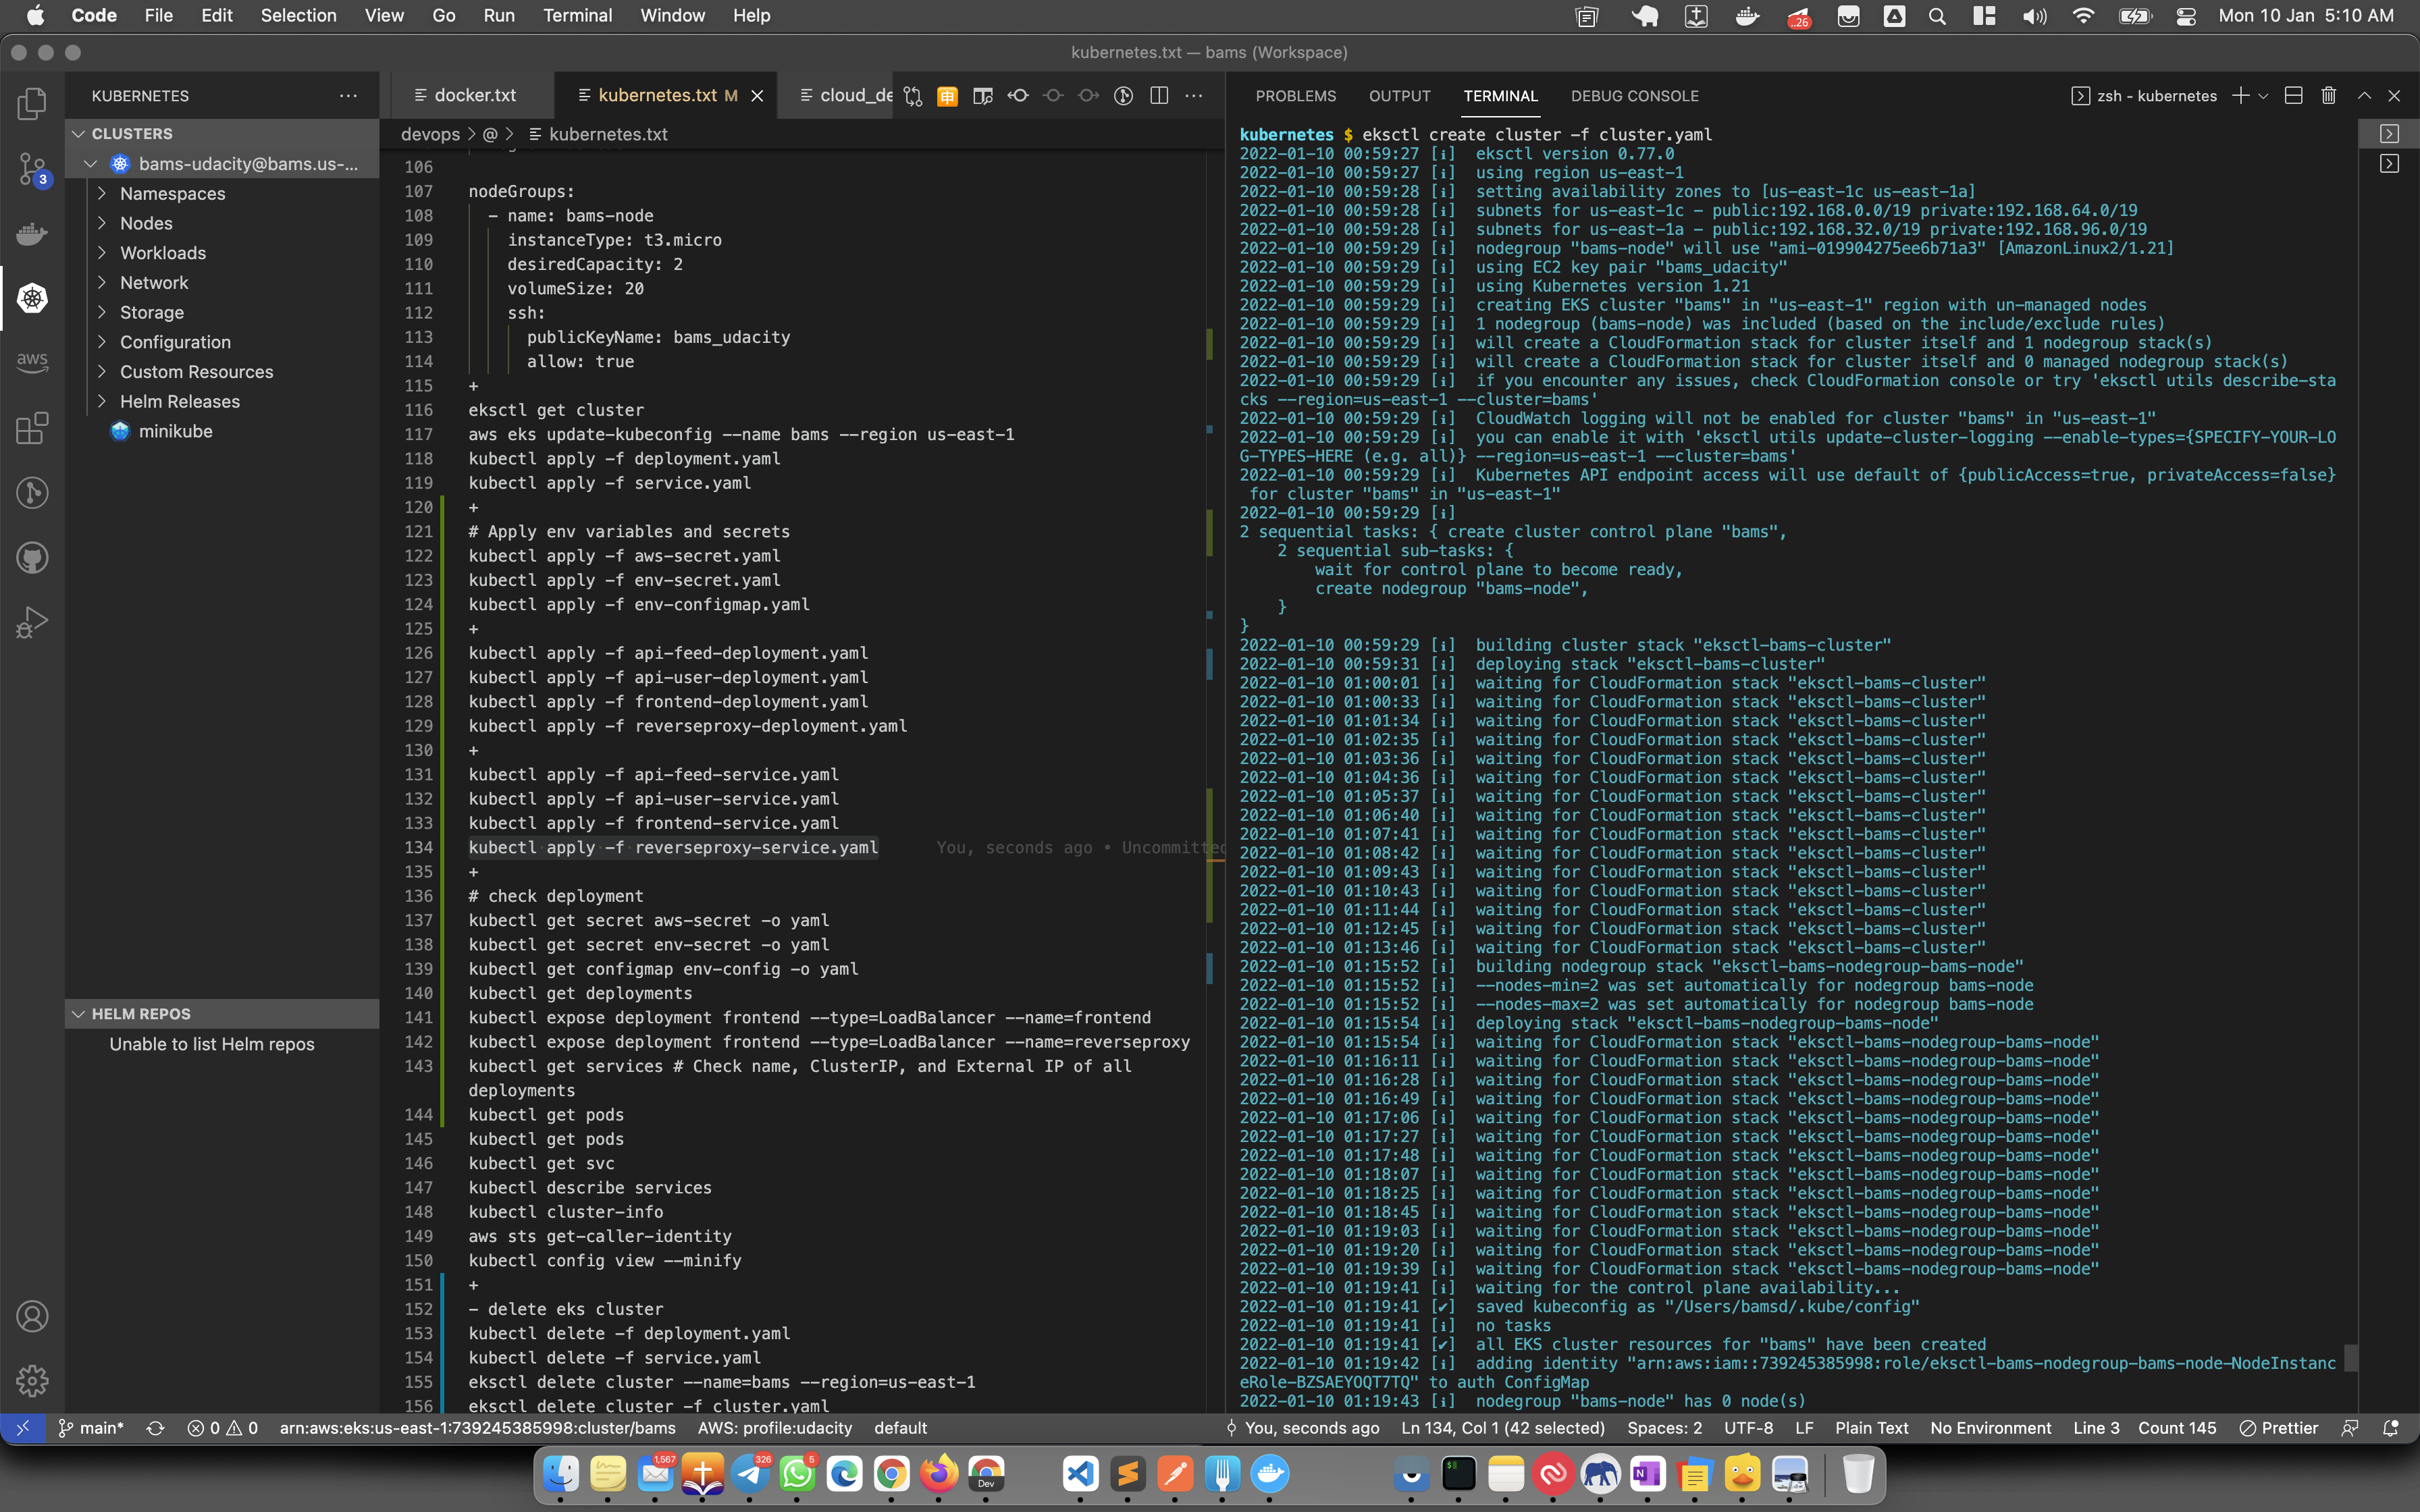 Code File Edit Selection View Go Run Terminal Window Help
..26
Mon 10 Jan 5:10 AM
kubernetes.txt — bams (Workspace)
KUBERNETES
CLUSTERS
bams-udacity@bams.us-...
Namespaces
Nodes
Workloads
Network
Storage
Configuration
Custom Resources
Helm Releases
minikube
HELM REPOS
Unable to list Helm repos
3
aws
docker.txt
kubernetes.txt M
cloud_de
devops > @ > kubernetes.txt
106
107 nodeGroups:
108 - name: bams-node
109 instanceType: t3.micro
110 desiredCapacity: 2
111 volumeSize: 20
112 ssh:
113 publicKeyName: bams_udacity
114 allow: true
115 +
116 eksctl get cluster
117 aws eks update-kubeconfig --name bams --region us-east-1
118 kubectl apply -f deployment.yaml
119 kubectl apply -f service.yaml
120 +
121 # Apply env variables and secrets
122 kubectl apply -f aws-secret.yaml
123 kubectl apply -f env-secret.yaml
124 kubectl apply -f env-configmap.yaml
125 +
126 kubectl apply -f api-feed-deployment.yaml
127 kubectl apply -f api-user-deployment.yaml
128 kubectl apply -f frontend-deployment.yaml
129 kubectl apply -f reverseproxy-deployment.yaml
130 +
131 kubectl apply -f api-feed-service.yaml
132 kubectl apply -f api-user-service.yaml
133 kubectl apply -f frontend-service.yaml
134 kubectl apply -f reverseproxy-service.yaml You, seconds ago • Uncommitted
135 +
136 # check deployment
137 kubectl get secret aws-secret -o yaml
138 kubectl get secret env-secret -o yaml
139 kubectl get configmap env-config -o yaml
140 kubectl get deployments
141 kubectl expose deployment frontend --type=LoadBalancer --name=frontend
142 kubectl expose deployment frontend --type=LoadBalancer --name=reverseproxy
143 kubectl get services # Check name, ClusterIP, and External IP of all
deployments
144 kubectl get pods
145 kubectl get pods
146 kubectl get svc
147 kubectl describe services
148 kubectl cluster-info
149 aws sts get-caller-identity
150 kubectl config view --minify
151 +
152 - delete eks cluster
153 kubectl delete -f deployment.yaml
154 kubectl delete -f service.yaml
155 eksctl delete cluster --name=bams --region=us-east-1
156 eksctl delete cluster -f cluster.yaml
PROBLEMS OUTPUT TERMINAL DEBUG CONSOLE
zsh - kubernetes
kubernetes $ eksctl create cluster -f cluster.yaml
2022-01-10 00:59:27 [ℹ] eksctl version 0.77.0
2022-01-10 00:59:27 [ℹ] using region us-east-1
2022-01-10 00:59:28 [ℹ] setting availability zones to [us-east-1c us-east-1a]
2022-01-10 00:59:28 [ℹ] subnets for us-east-1c - public:192.168.0.0/19 private:192.168.64.0/19
2022-01-10 00:59:28 [ℹ] subnets for us-east-1a - public:192.168.32.0/19 private:192.168.96.0/19
2022-01-10 00:59:29 [ℹ] nodegroup "bams-node" will use "ami-019904275ee6b71a3" [AmazonLinux2/1.21]
2022-01-10 00:59:29 [ℹ] using EC2 key pair "bams_udacity"
2022-01-10 00:59:29 [ℹ] using Kubernetes version 1.21
2022-01-10 00:59:29 [ℹ] creating EKS cluster "bams" in "us-east-1" region with un-managed nodes
2022-01-10 00:59:29 [ℹ] 1 nodegroup (bams-node) was included (based on the include/exclude rules)
2022-01-10 00:59:29 [ℹ] will create a CloudFormation stack for cluster itself and 1 nodegroup stack(s)
2022-01-10 00:59:29 [ℹ] will create a CloudFormation stack for cluster itself and 0 managed nodegroup stack(s)
2022-01-10 00:59:29 [ℹ] if you encounter any issues, check CloudFormation console or try 'eksctl utils describe-sta
cks --region=us-east-1 --cluster=bams'
2022-01-10 00:59:29 [ℹ] CloudWatch logging will not be enabled for cluster "bams" in "us-east-1"
2022-01-10 00:59:29 [ℹ] you can enable it with 'eksctl utils update-cluster-logging --enable-types={SPECIFY-YOUR-LO
G-TYPES-HERE (e.g. all)} --region=us-east-1 --cluster=bams'
2022-01-10 00:59:29 [ℹ] Kubernetes API endpoint access will use default of {publicAccess=true, privateAccess=false}
for cluster "bams" in "us-east-1"
2022-01-10 00:59:29 [ℹ]
2 sequential tasks: { create cluster control plane "bams",
2 sequential sub-tasks: {
wait for control plane to become ready,
create nodegroup "bams-node",
}
}
2022-01-10 00:59:29 [ℹ] building cluster stack "eksctl-bams-cluster"
2022-01-10 00:59:31 [ℹ] deploying stack "eksctl-bams-cluster"
2022-01-10 01:00:01 [ℹ] waiting for CloudFormation stack "eksctl-bams-cluster"
2022-01-10 01:00:33 [ℹ] waiting for CloudFormation stack "eksctl-bams-cluster"
2022-01-10 01:01:34 [ℹ] waiting for CloudFormation stack "eksctl-bams-cluster"
2022-01-10 01:02:35 [ℹ] waiting for CloudFormation stack "eksctl-bams-cluster"
2022-01-10 01:03:36 [ℹ] waiting for CloudFormation stack "eksctl-bams-cluster"
2022-01-10 01:04:36 [ℹ] waiting for CloudFormation stack "eksctl-bams-cluster"
2022-01-10 01:05:37 [ℹ] waiting for CloudFormation stack "eksctl-bams-cluster"
2022-01-10 01:06:40 [ℹ] waiting for CloudFormation stack "eksctl-bams-cluster"
2022-01-10 01:07:41 [ℹ] waiting for CloudFormation stack "eksctl-bams-cluster"
2022-01-10 01:08:42 [ℹ] waiting for CloudFormation stack "eksctl-bams-cluster"
2022-01-10 01:09:43 [ℹ] waiting for CloudFormation stack "eksctl-bams-cluster"
2022-01-10 01:10:43 [ℹ] waiting for CloudFormation stack "eksctl-bams-cluster"
2022-01-10 01:11:44 [ℹ] waiting for CloudFormation stack "eksctl-bams-cluster"
2022-01-10 01:12:45 [ℹ] waiting for CloudFormation stack "eksctl-bams-cluster"
2022-01-10 01:13:46 [ℹ] waiting for CloudFormation stack "eksctl-bams-cluster"
2022-01-10 01:15:52 [ℹ] building nodegroup stack "eksctl-bams-nodegroup-bams-node"
2022-01-10 01:15:52 [ℹ] --nodes-min=2 was set automatically for nodegroup bams-node
2022-01-10 01:15:52 [ℹ] --nodes-max=2 was set automatically for nodegroup bams-node
2022-01-10 01:15:54 [ℹ] deploying stack "eksctl-bams-nodegroup-bams-node"
2022-01-10 01:15:54 [ℹ] waiting for CloudFormation stack "eksctl-bams-nodegroup-bams-node"
2022-01-10 01:16:11 [ℹ] waiting for CloudFormation stack "eksctl-bams-nodegroup-bams-node"
2022-01-10 01:16:28 [ℹ] waiting for CloudFormation stack "eksctl-bams-nodegroup-bams-node"
2022-01-10 01:16:49 [ℹ] waiting for CloudFormation stack "eksctl-bams-nodegroup-bams-node"
2022-01-10 01:17:06 [ℹ] waiting for CloudFormation stack "eksctl-bams-nodegroup-bams-node"
2022-01-10 01:17:27 [ℹ] waiting for CloudFormation stack "eksctl-bams-nodegroup-bams-node"
2022-01-10 01:17:48 [ℹ] waiting for CloudFormation stack "eksctl-bams-nodegroup-bams-node"
2022-01-10 01:18:07 [ℹ] waiting for CloudFormation stack "eksctl-bams-nodegroup-bams-node"
2022-01-10 01:18:25 [ℹ] waiting for CloudFormation stack "eksctl-bams-nodegroup-bams-node"
2022-01-10 01:18:45 [ℹ] waiting for CloudFormation stack "eksctl-bams-nodegroup-bams-node"
2022-01-10 01:19:03 [ℹ] waiting for CloudFormation stack "eksctl-bams-nodegroup-bams-node"
2022-01-10 01:19:20 [ℹ] waiting for CloudFormation stack "eksctl-bams-nodegroup-bams-node"
2022-01-10 01:19:39 [ℹ] waiting for CloudFormation stack "eksctl-bams-nodegroup-bams-node"
2022-01-10 01:19:41 [ℹ] waiting for the control plane availability...
2022-01-10 01:19:41 [✔] saved kubeconfig as "/Users/bamsd/.kube/config"
2022-01-10 01:19:41 [ℹ] no tasks
2022-01-10 01:19:41 [✔] all EKS cluster resources for "bams" have been created
2022-01-10 01:19:42 [ℹ] adding identity "arn:aws:iam::739245385998:role/eksctl-bams-nodegroup-bams-node-NodeInstanc
eRole-BZSAEYOQT7TQ" to auth ConfigMap
2022-01-10 01:19:43 [ℹ] nodegroup "bams-node" has 0 node(s)
main* 0 0 arn:aws:eks:us-east-1:739245385998:cluster/bams AWS: profile:udacity default
You, seconds ago Ln 134, Col 1 (42 selected) Spaces: 2 UTF-8 LF Plain Text No Environment Line 3 Count 145 Prettier
1,567
326
5
Dev